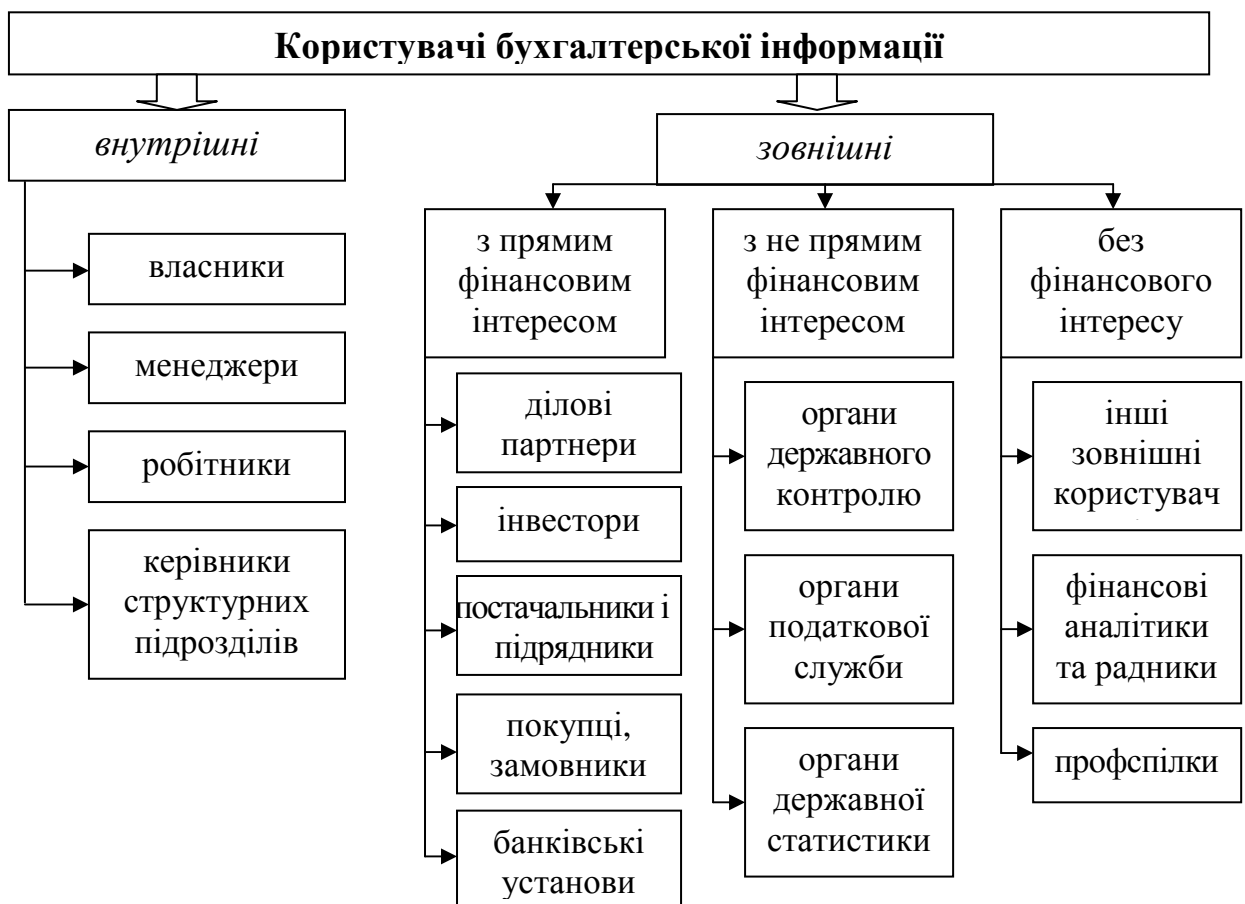 Користувачі бухгалтерської інформації
внутрішні
власники
менеджери
робітники
керівники
структурних
підрозділів
зовнішні
з прямим
фінансовим
інтересом
ділові
партнери
інвестори
постачальники і
підрядники
покупці,
замовники
банківські
установи
з не прямим
фінансовим
інтересом
органи
державного
контролю
органи
податкової
служби
органи
державної
статистики
без
фінансового
інтересу
інші
зовнішні
користувач
фінансові
аналітики
та радники
профспілки